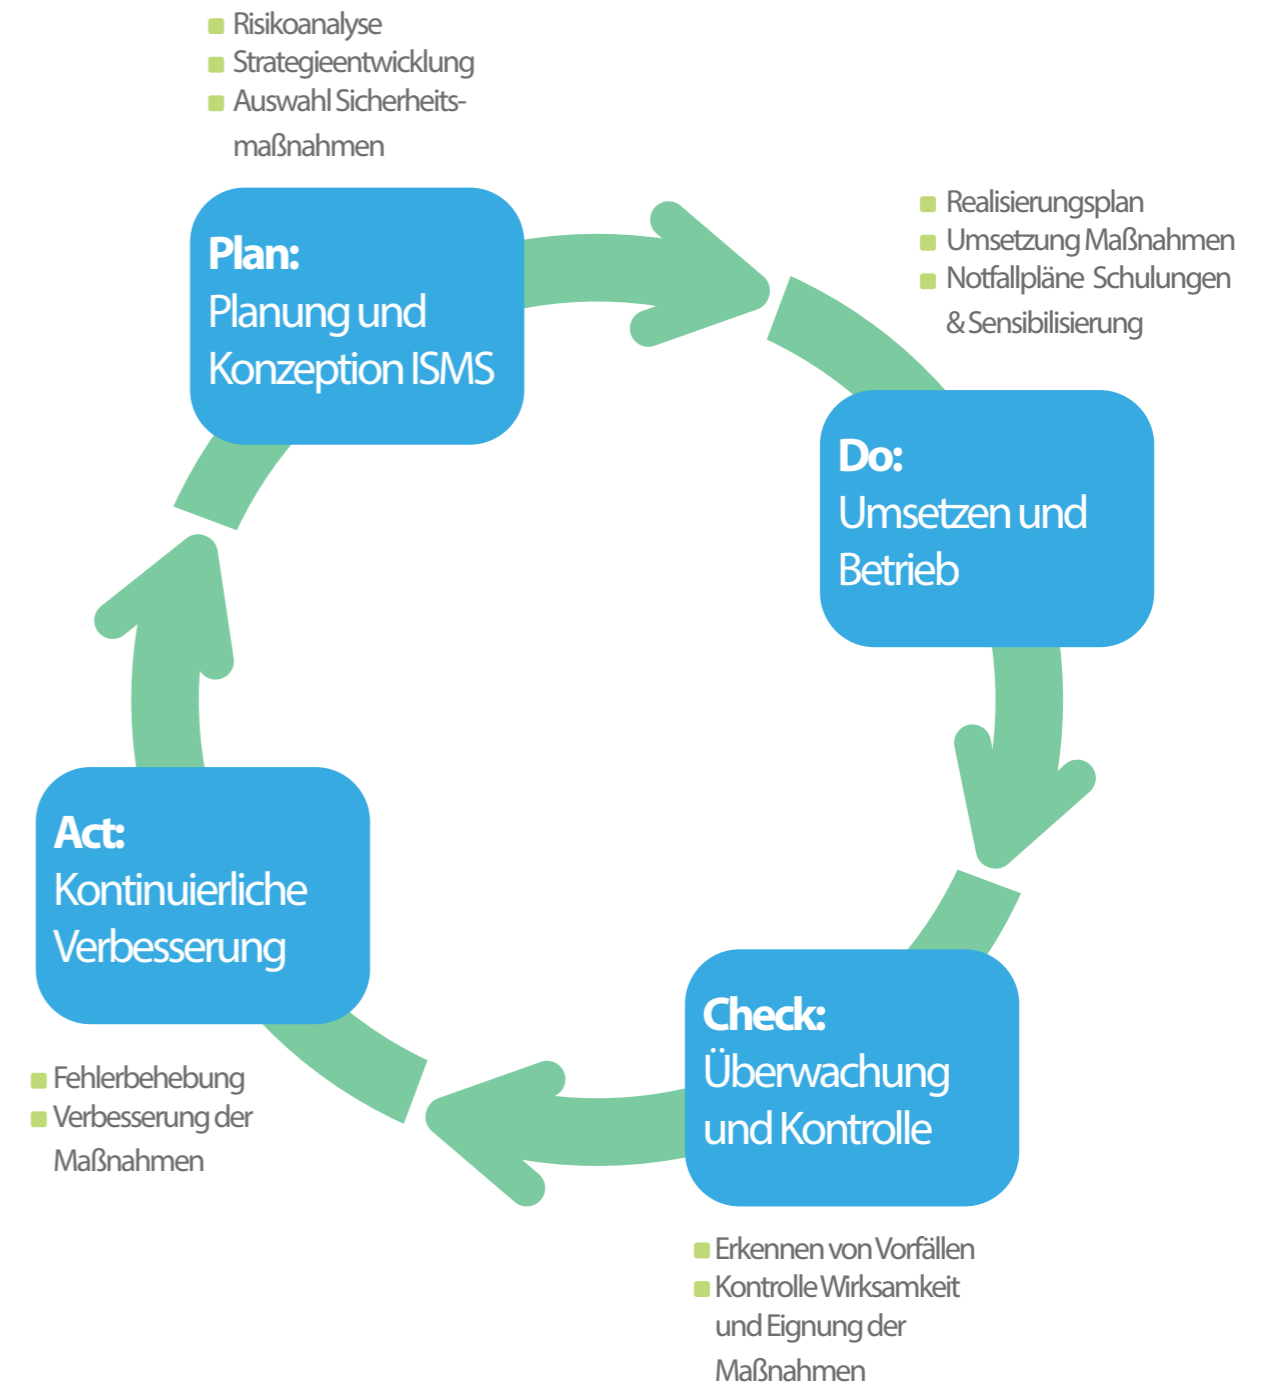 Risikoanalyse
Strategieentwicklung
Auswahl Sicherheits-
maßnahmen
Plan:
Planung und
Konzeption ISMS
Realisierungsplan
Umsetzung Maßnahmen
Notfallpläne Schulungen
& Sensibilisierung
Do:
Umsetzen und
Betrieb
Check:
Überwachung
und Kontrolle
Erkennen von Vorfällen
Kontrolle Wirksamkeit
und Eignung der
Maßnahmen
Act:
Kontinuierliche
Verbesserung
Fehlerbehebung
Verbesserung der
Maßnahmen